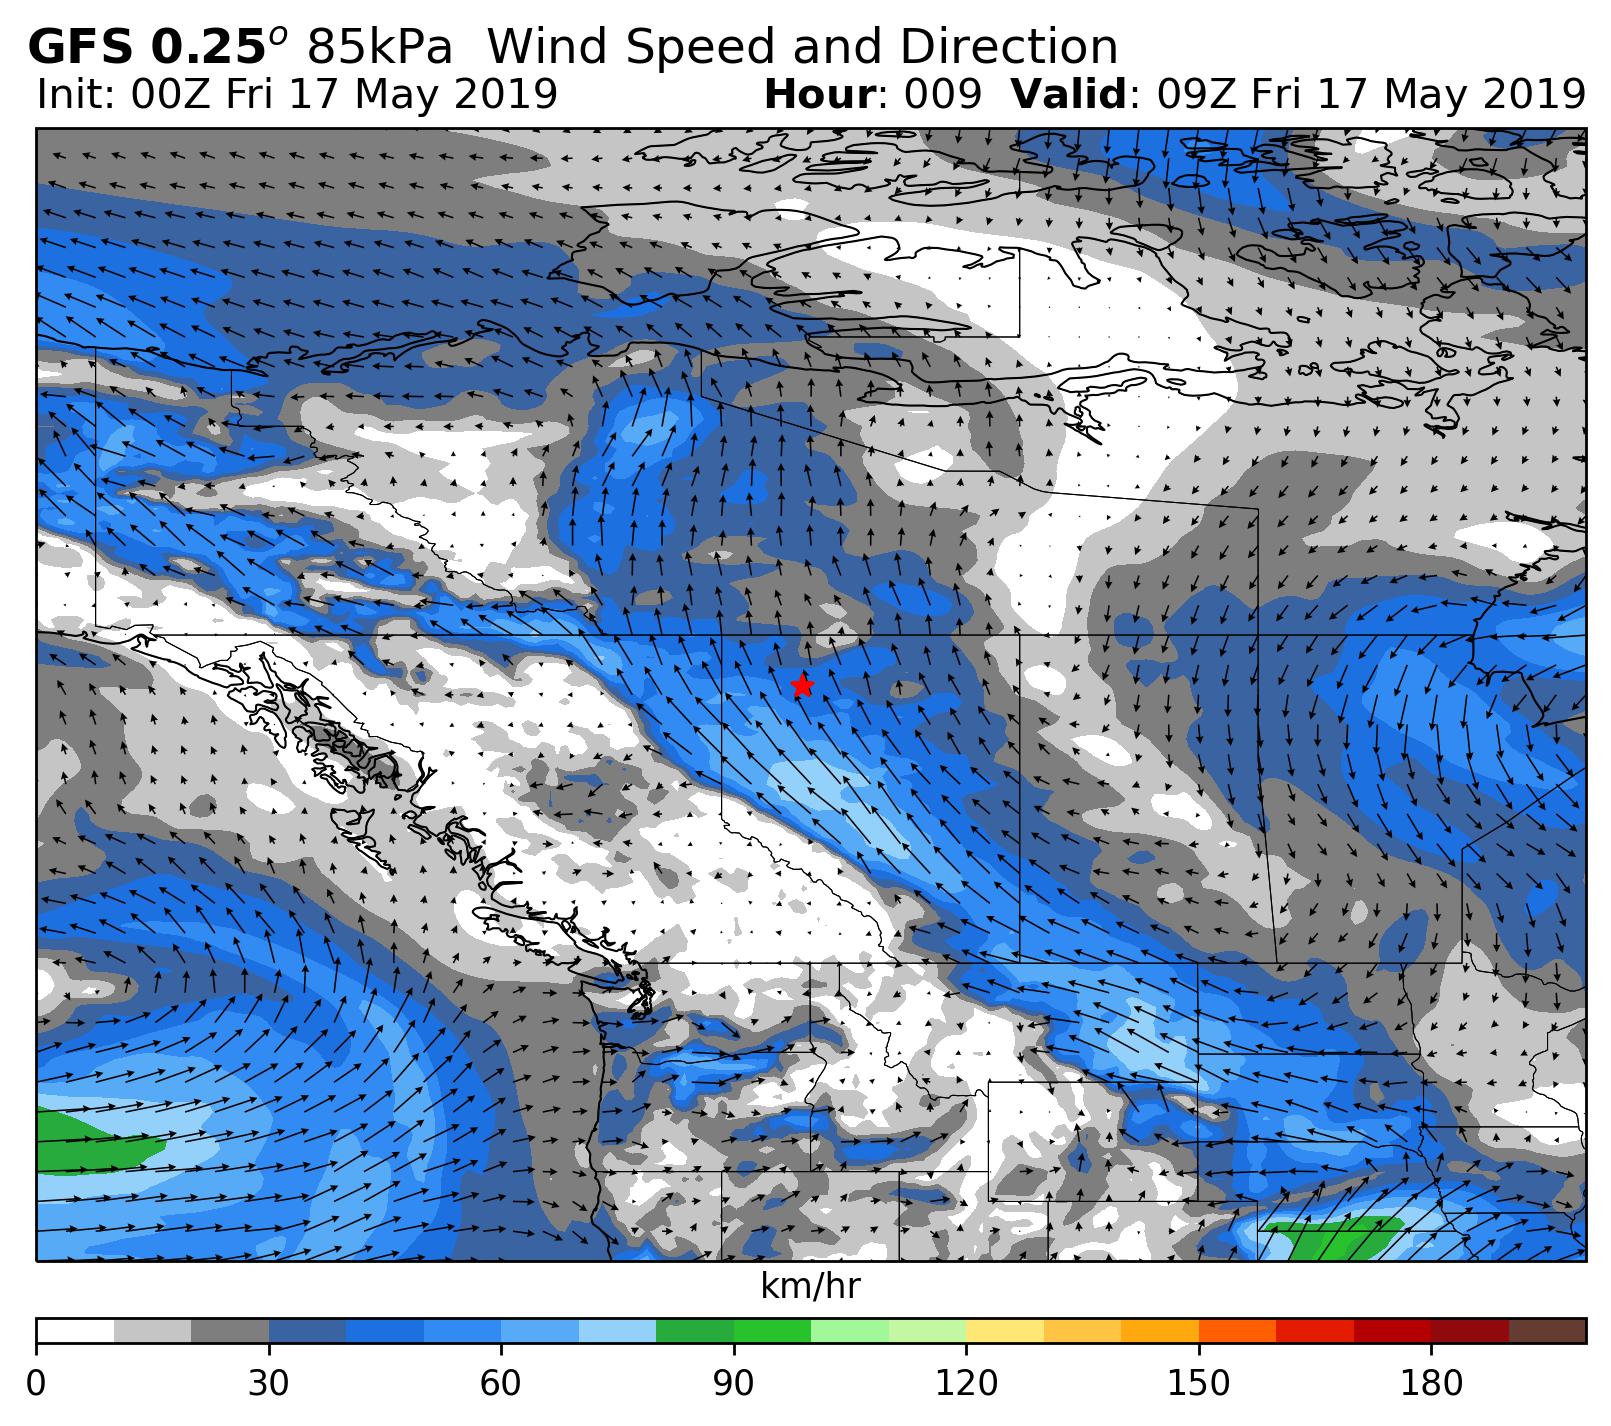 GFS 0.25o 85kPa  Wind Speed and Direction
Init: 00Z Fri 17 May 2019  Hour: 009  Valid: 09Z Fri 17 May 2019
km/hr
0 30 60 90 120 150 180